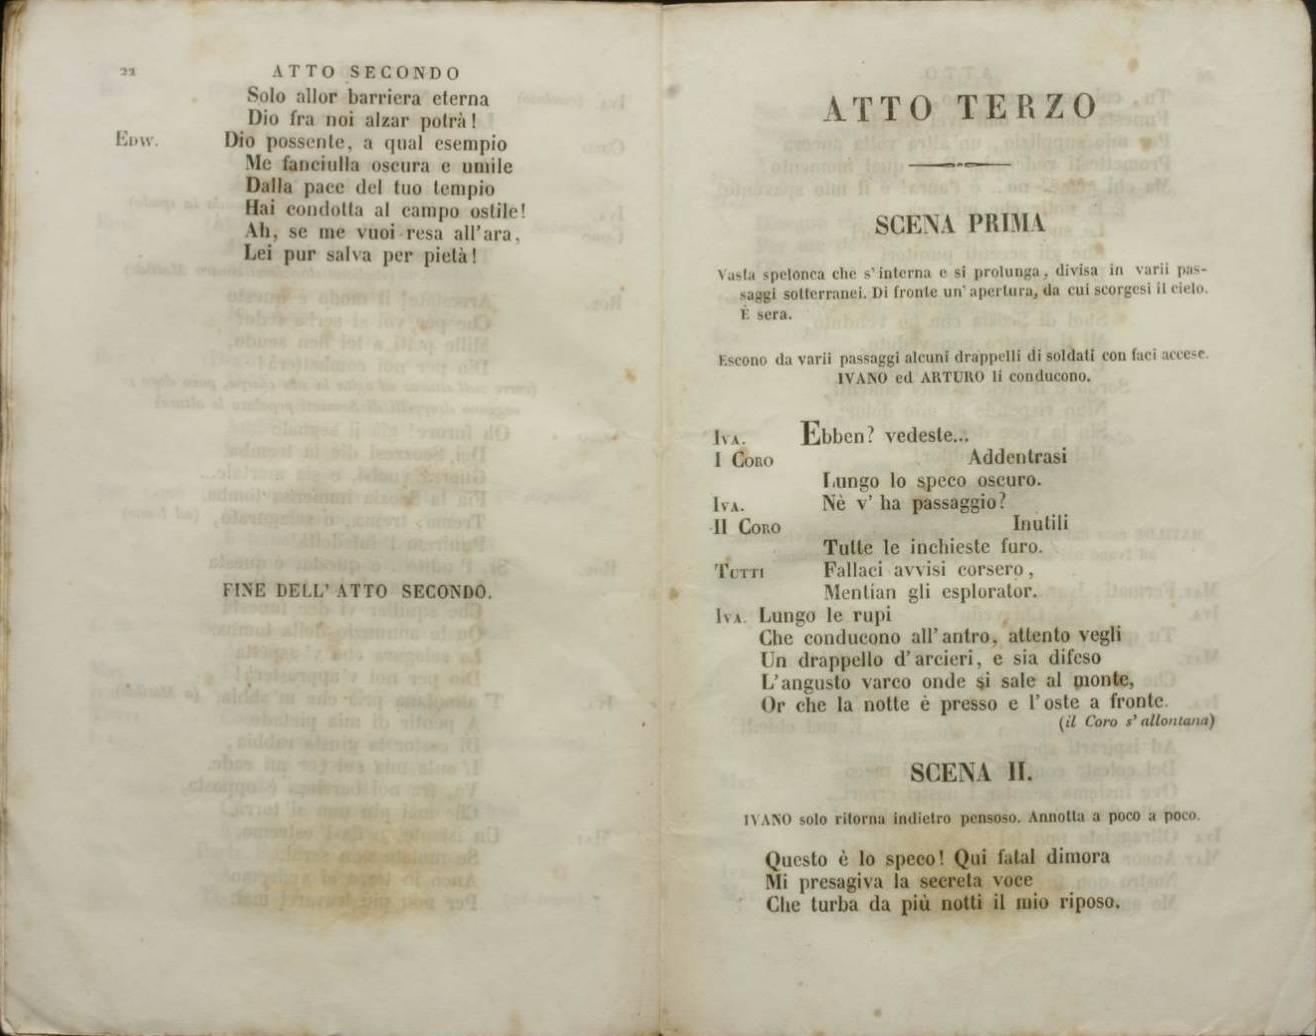 22
ATTO SECONDO
Solo allor barriera eterna
Dio fra noi alzar potrà!
EDW. Dio possente, a qual esempio
Me fanciulla oscura e umile
Dalla pace del tuo tempio
Hai condotta al campo ostile!
Ah, se me vuoi resa all'ara,
Lei pur salva per pietà!
FINE DELL' ATTO SECONDO.
ATTO TERZO
SCENA PRIMA
Vasta spelonca che s'interna e si prolunga, divisa in varii pas-
saggi sotterranei. Di fronte un' apertura, da cui scorgesi il cielo.
È sera.
Escono da varii passaggi alcuni drappelli di soldati con faci accese.
IVANO ed ARTURO li conducono.
IVA. Ebben? vedeste...
I CORO Addentrasi
Lungo lo speco oscuro.
IVA. Nè v' ha passaggio?
II CORO Inutili
Tutte le inchieste furo.
TUTTI Fallaci avvisi corsero,
Mentìan gli esplorator.
IVA. Lungo le rupi
Che conducono all'antro, attento vegli
Un drappello d'arcieri, e sia difeso
L'angusto varco onde si sale al monte,
Or che la notte è presso e l'oste a fronte.
(il Coro s'allontana)
SCENA II.
IVANO solo ritorna indietro pensoso. Annotta a poco a poco.
Questo è lo speco! Qui fatal dimora
Mi presagiva la secreta voce
Che turba da più notti il mio riposo.